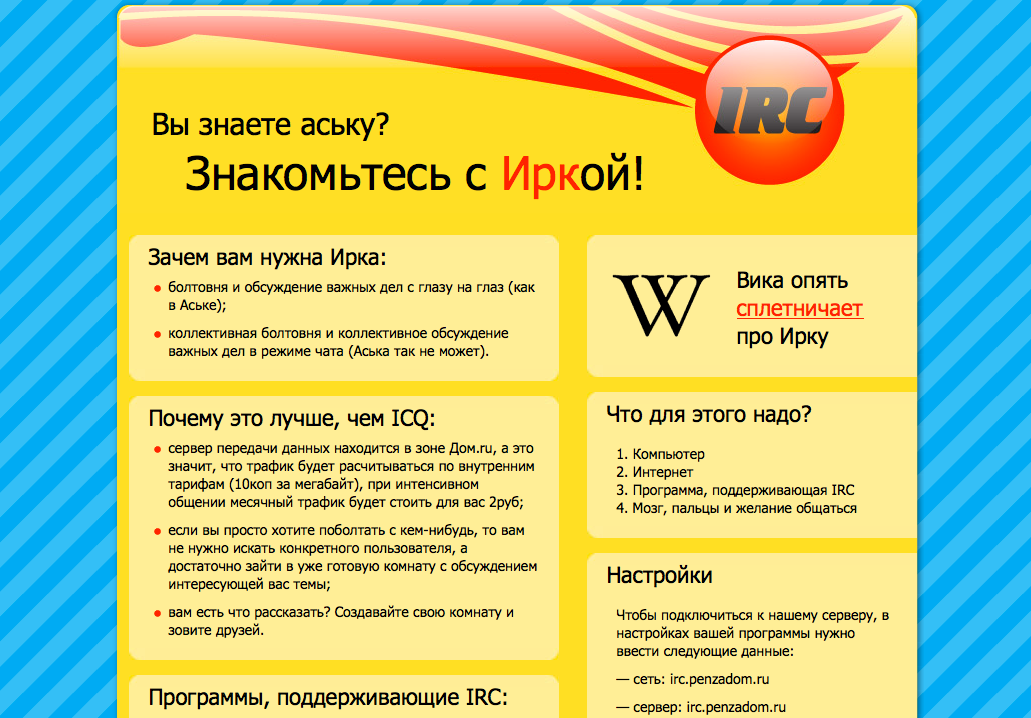 IRC
Вы знаете аську?
Знакомьтесь с Иркой!
Зачем вам нужна Ирка:
болтовня и обсуждение важных дел с глазу на глаз (как
в Аське);
коллективная болтовня и коллективное обсуждение
важных дел в режиме чата (Аська так не может).
Почему это лучше, чем ICQ:
сервер передачи данных находится в зоне Дом.ru, а это
значит, что трафик будет расчитываться по внутренним
тарифам (10коп за мегабайт), при интенсивном
общении месячный трафик будет стоить для вас 2руб;
если вы просто хотите поболтать с кем-нибудь, то вам
не нужно искать конкретного пользователя, а
достаточно зайти в уже готовую комнату с обсуждением
интересующей вас темы;
вам есть что рассказать? Создавайте свою комнату и
зовите друзей.
Программы, поддерживающие IRC:
W
Вика опять
сплетничает
про Ирку
Что для этого надо?
1. Компьютер
2. Интернет
3. Программа, поддерживающая IRC
4. Мозг, пальцы и желание общаться
Настройки
Чтобы подключиться к нашему серверу, в
настройках вашей программы нужно
ввести следующие данные:
— сеть: irc.penzadom.ru
— сервер: irc.penzadom.ru